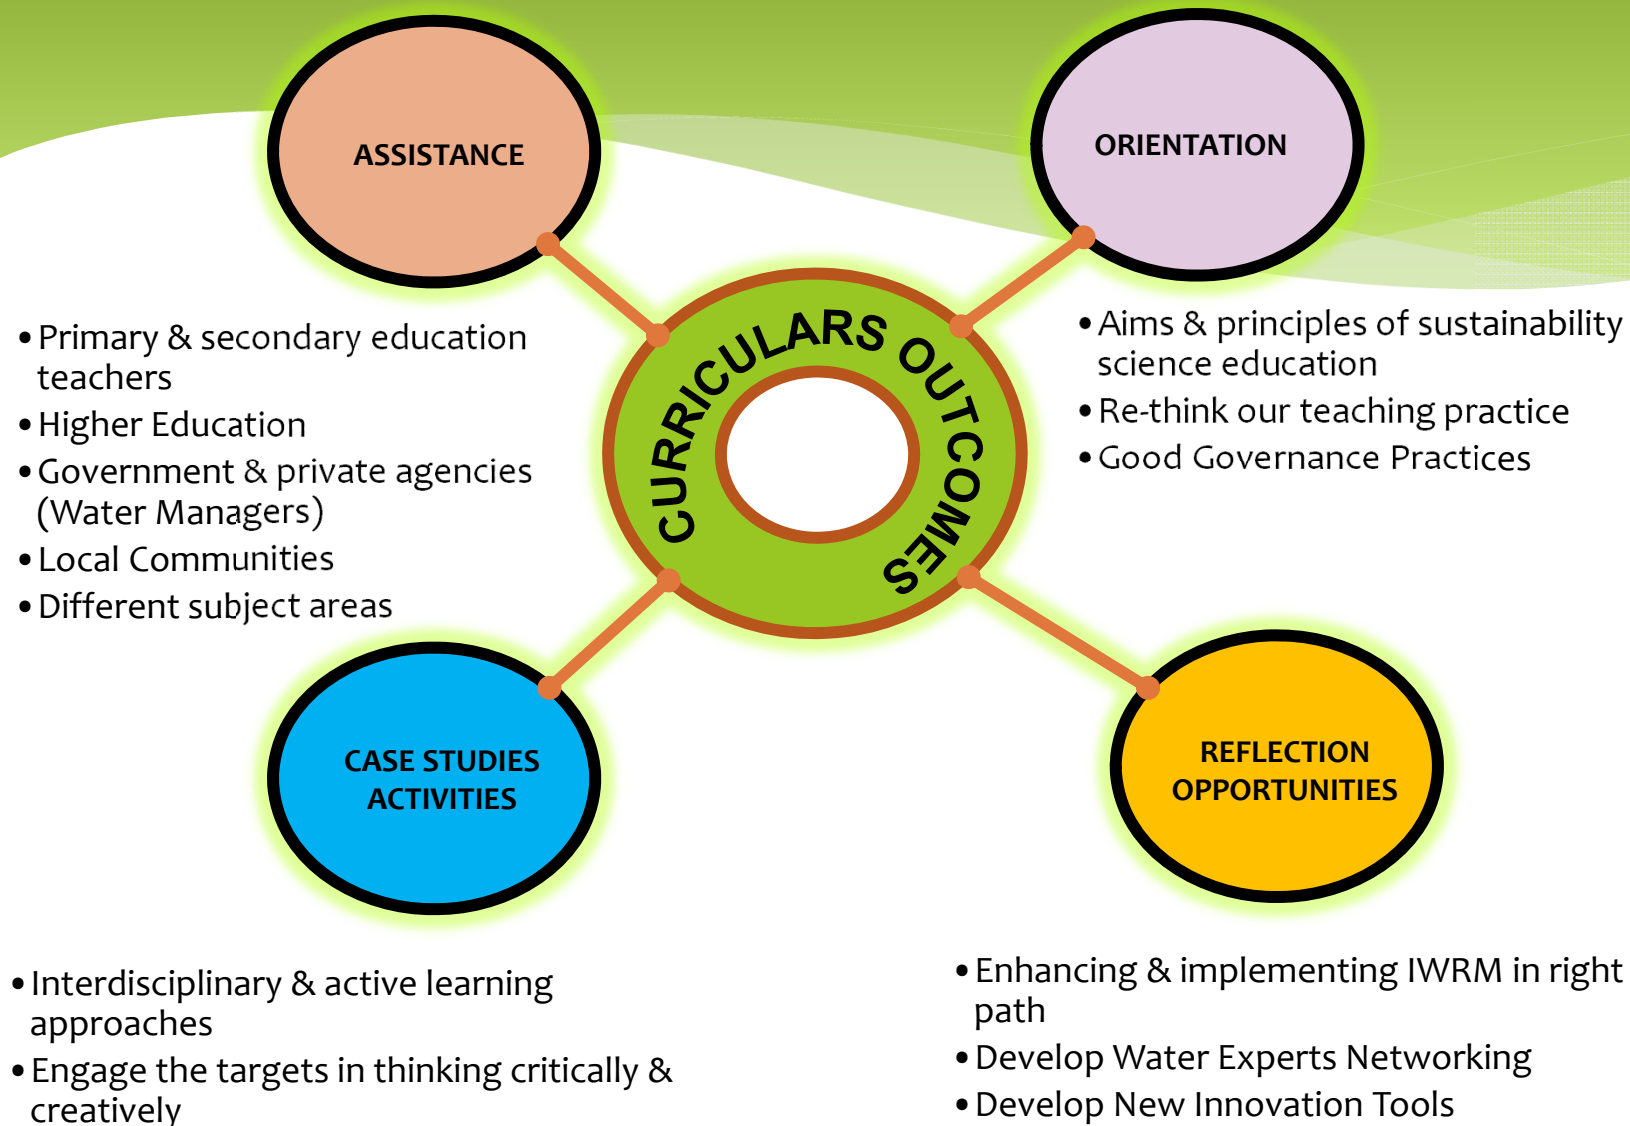 ASSISTANCE
ORIENTATION
CURRICULARS OUTCOMES
•Primary & secondary education
teachers
•Higher Education
•Government & private agencies
(Water Managers)
•Local Communities
•Different subject areas
•Aims & principles of sustainability
science education
•Re-think our teaching practice
•Good Governance Practices
CASE STUDIES
ACTIVITIES
REFLECTION
OPPORTUNITIES
•Interdisciplinary & active learning
approaches
•Engage the targets in thinking critically &
creatively
•Enhancing & implementing IWRM in right
path
•Develop Water Experts Networking
•Develop New Innovation Tools